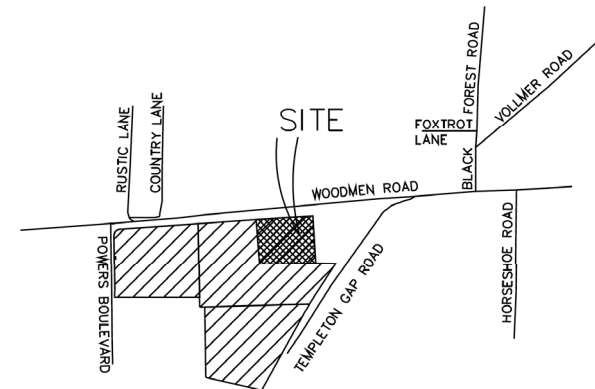 RUSTIC LANE
COUNTRY LANE
SITE
FOXTROT
LANE
BLACK FOREST ROAD
VOLLMER ROAD
WOODMEN ROAD
POWERS BOULEVARD
TEMPLETON GAP ROAD
HORSESHOE ROAD